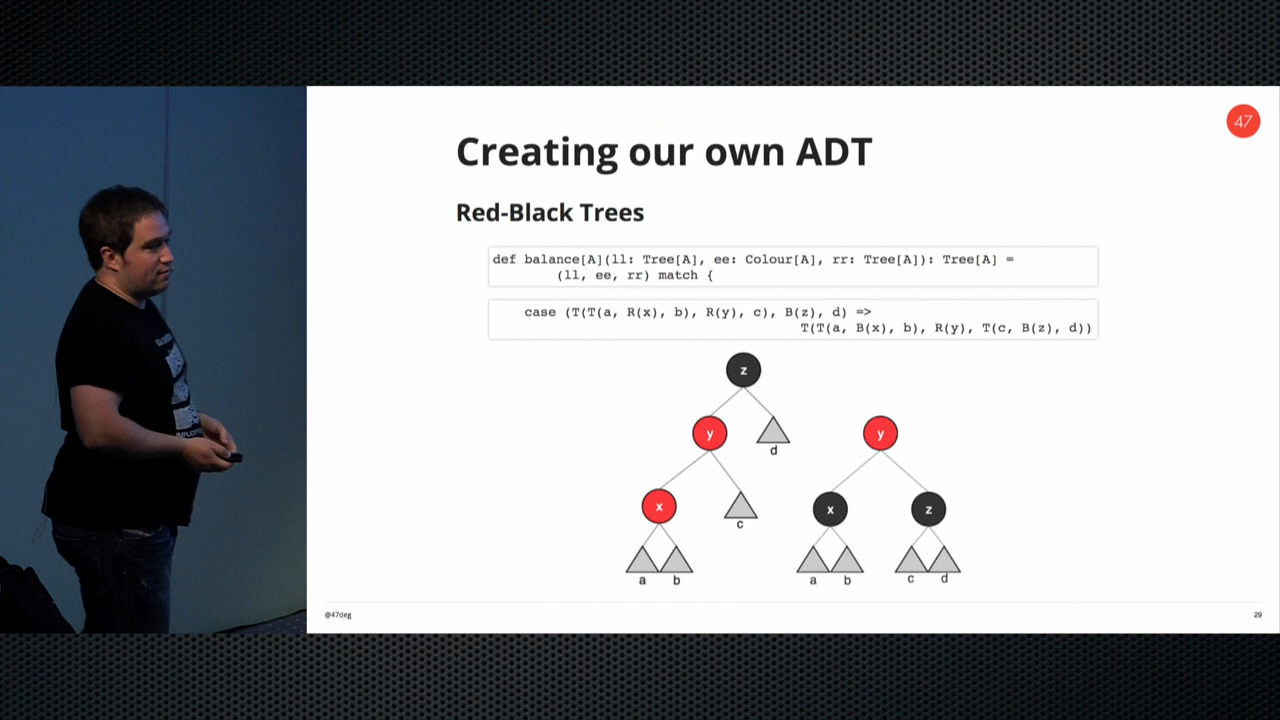 47
Creating our own ADT
Red-Black Trees
def balance[A](ll: Tree[A], ee: Colour[A], rr: Tree[A]): Tree[A] =
(ll, ee, rr) match {
case (T(T(a, R(x), b), R(y), c), B(z), d) =>
T(T(a, B(x), b), R(y), T(c, B(z), d))
z
y
d
y
x
c
x
z
a
b
a
b
c
d
@47deg
29